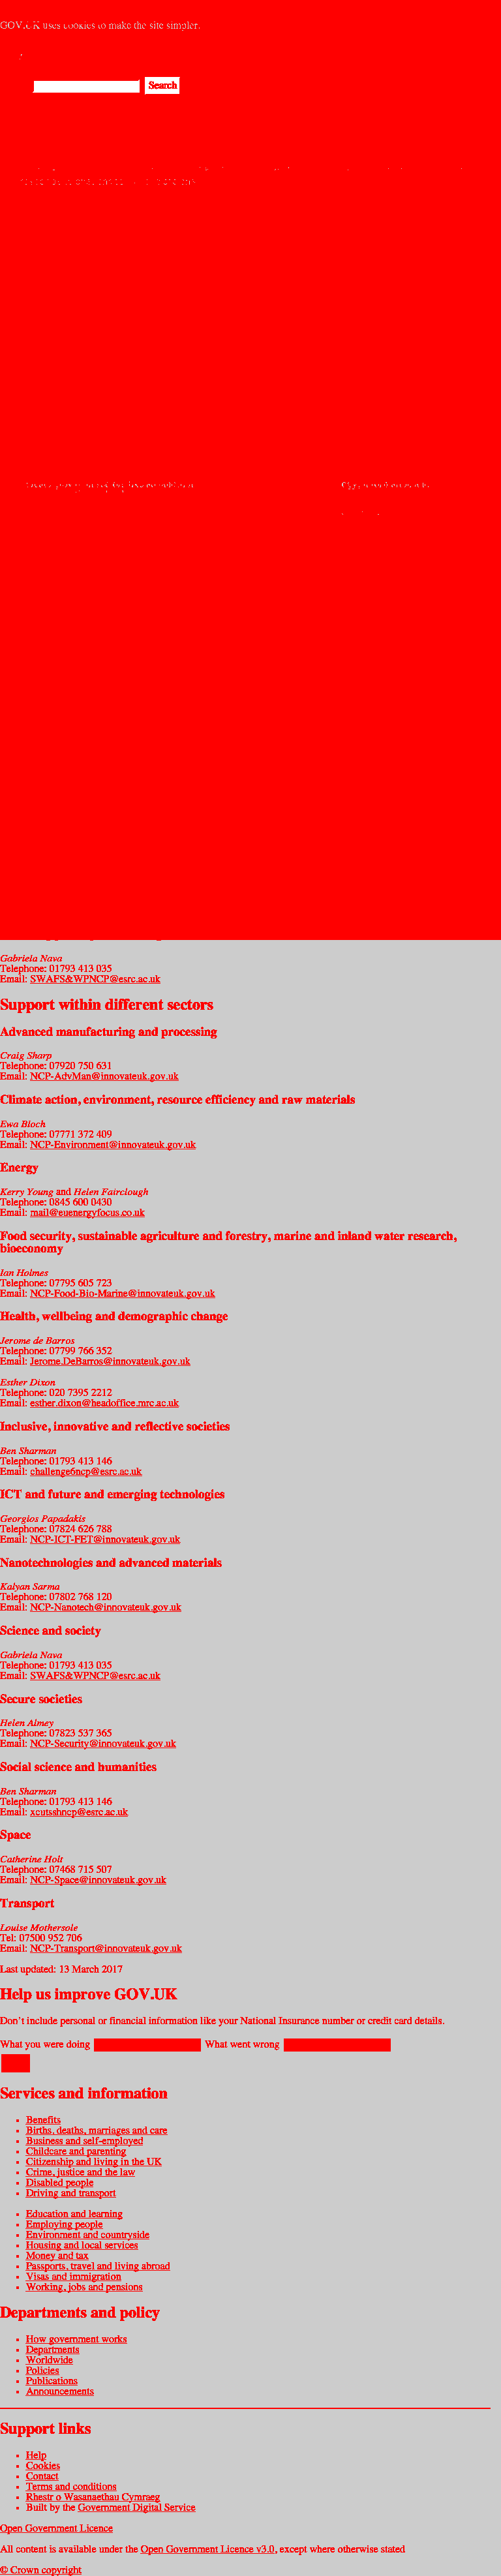 GOV.UK uses cookies to make the site simpler.
Search
Gabriela Nava
Telephone: 01793 413 035
Email: SWAFS&WPNCP@esrc.ac.uk
Support within different sectors
Advanced manufacturing and processing
Craig Sharp
Telephone: 07920 750 631
Email: NCP-AdvMan@innovateuk.gov.uk
Climate action, environment, resource efficiency and raw materials
Ewa Bloch
Telephone: 07771 372 409
Email: NCP-Environment@innovateuk.gov.uk
Energy
Kerry Young and Helen Fairclough
Telephone: 0845 600 0430
Email: mail@euenergyfocus.co.uk
Food security, sustainable agriculture and forestry, marine and inland water research,
bioeconomy
Ian Holmes
Telephone: 07795 605 723
Email: NCP-Food-Bio-Marine@innovateuk.gov.uk
Health, wellbeing and demographic change
Jerome de Barros
Telephone: 07799 766 352
Email: Jerome.DeBarros@innovateuk.gov.uk
Esther Dixon
Telephone: 020 7395 2212
Email: esther.dixon@headoffice.mrc.ac.uk
Inclusive, innovative and reflective societies
Ben Sharman
Telephone: 01793 413 146
Email: challenge6ncp@esrc.ac.uk
ICT and future and emerging technologies
Georgios Papadakis
Telephone: 07824 626 788
Email: NCP-ICT-FET@innovateuk.gov.uk
Nanotechnologies and advanced materials
Kalyan Sarma
Telephone: 07802 768 120
Email: NCP-Nanotech@innovateuk.gov.uk
Science and society
Gabriela Nava
Telephone: 01793 413 035
Email: SWAFS&WPNCP@esrc.ac.uk
Secure societies
Helen Almey
Telephone: 07823 537 365
Email: NCP-Security@innovateuk.gov.uk
Social science and humanities
Ben Sharman
Telephone: 01793 413 146
Email: xcutsshncp@esrc.ac.uk
Space
Catherine Holt
Telephone: 07468 715 507
Email: NCP-Space@innovateuk.gov.uk
Transport
Louise Mothersole
Tel: 07500 952 706
Email: NCP-Transport@innovateuk.gov.uk
Last updated: 13 March 2017
Help us improve GOV.UK
Don't include personal or financial information like your National Insurance number or credit card details.
What you were doing What went wrong
Services and information
Benefits
Births, deaths, marriages and care
Business and self-employed
Childcare and parenting
Citizenship and living in the UK
Crime, justice and the law
Disabled people
Driving and transport
Education and learning
Employing people
Environment and countryside
Housing and local services
Money and tax
Passports, travel and living abroad
Visas and immigration
Working, jobs and pensions
Departments and policy
How government works
Departments
Worldwide
Policies
Publications
Announcements
Support links
Help
Cookies
Contact
Terms and conditions
Rhestr o Wasanaethau Cymraeg
Built by the Government Digital Service
Open Government Licence
All content is available under the Open Government Licence v3.0, except where otherwise stated
© Crown copyright